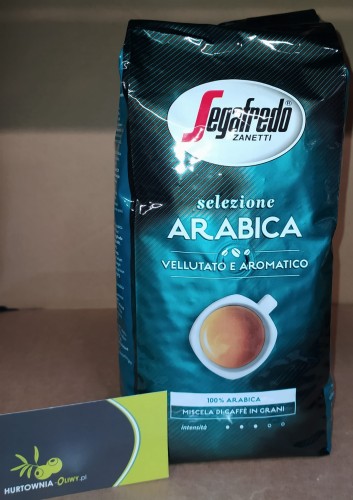 Segafredo®
ZANETTI
selezione
ARABICA
VELLUTATO E AROMATICO
100% ARABICA
MISCELA DI CAFFÈ IN GRANI
intensità
HURTOWNIA-OLIWY.pl